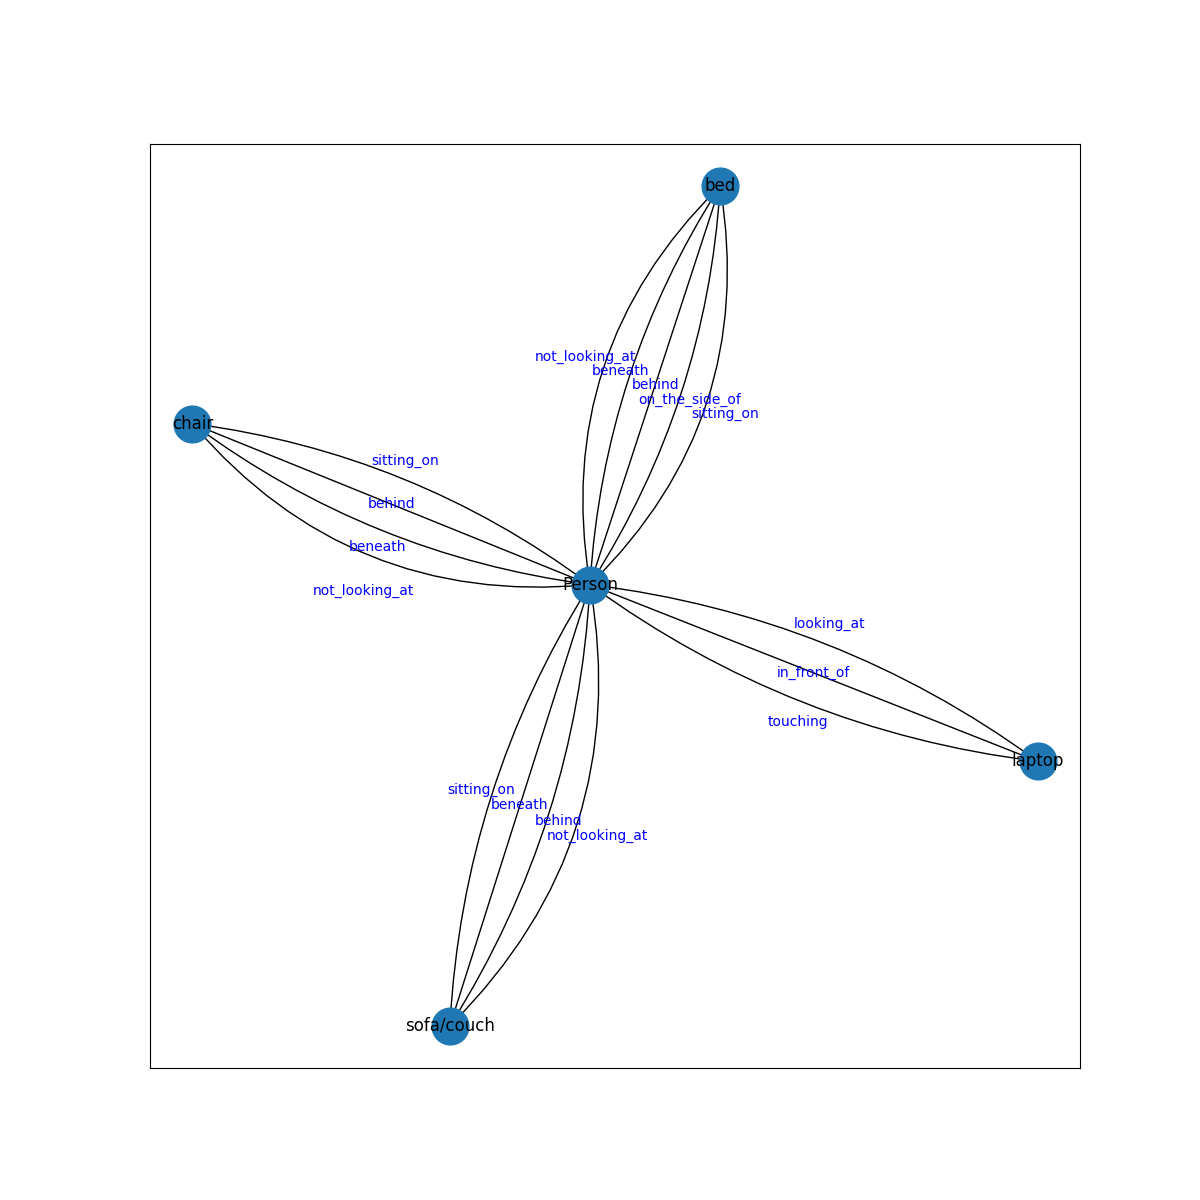 bed
not_looking_at
beneath
behind
on_the_side_of
sitting_on
chair
sitting_on
behind
beneath
not_looking_at
Person
looking_at
in_front_of
touching
laptop
sitting_on
beneath
behind
not_looking_at
sofa/couch